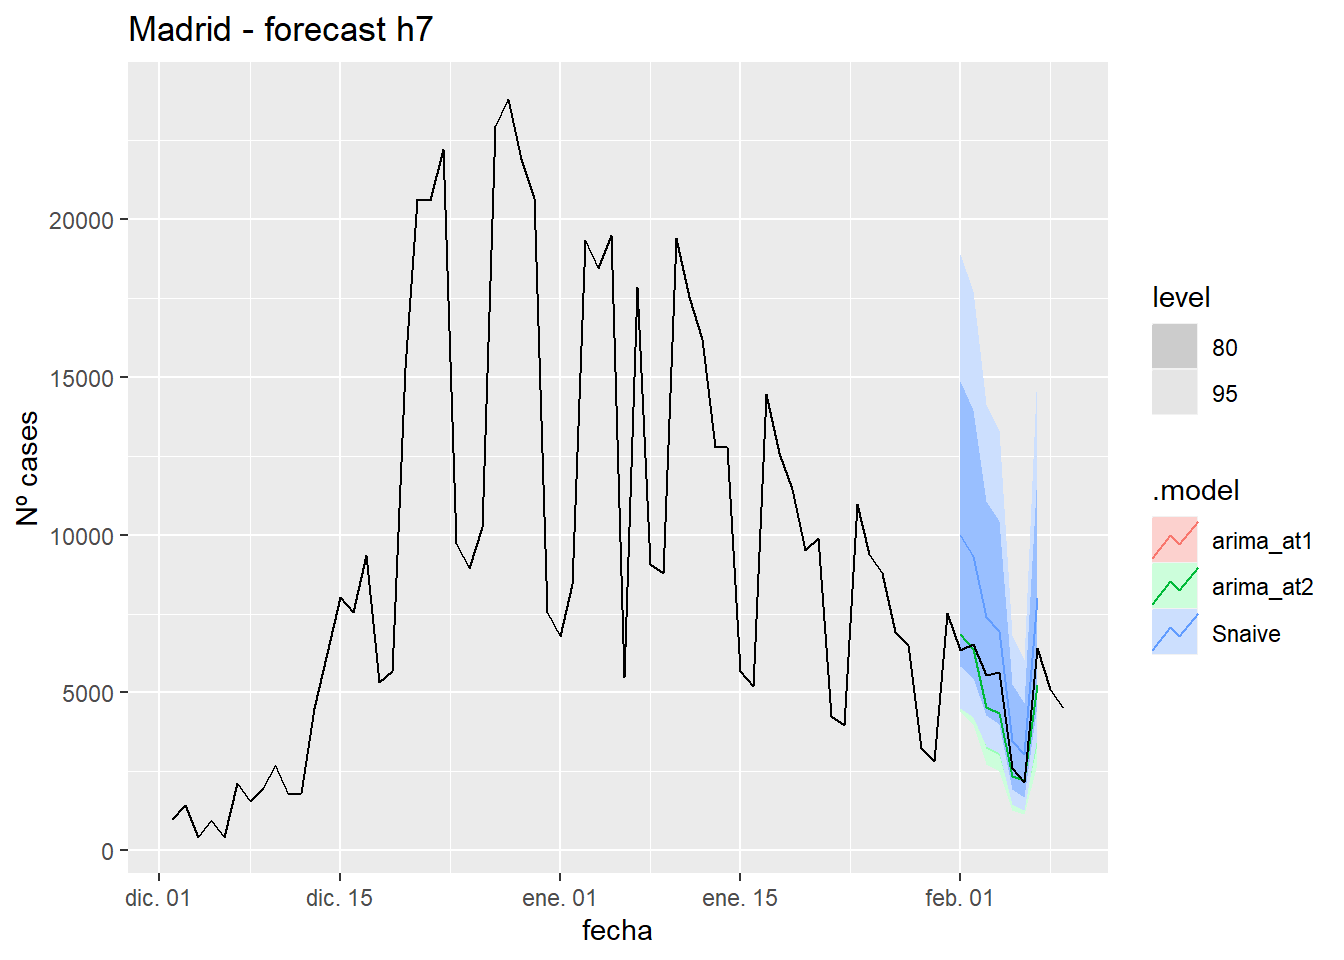 Madrid - forecast h7
Nº cases
20000
15000
10000
5000
0
dic. 01
dic. 15
ene. 01
ene. 15
feb. 01
fecha
level
80
95
.model
arima_at1
arima_at2
Snaive